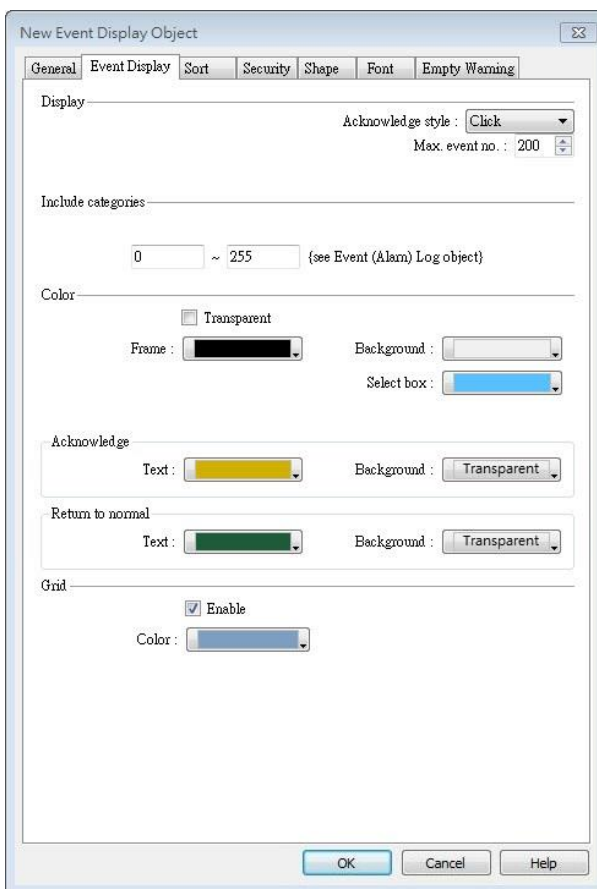 New Event Display Object
General Event Display Sort Security Shape Font Empty Warning
Display
Acknowledge style : Click
Max. event no. : 200
Include categories
0 ~ 255 {see Event (Alarm) Log object}
Color
Transparent
Frame : Background :
Select box :
Acknowledge
Text : Background : Transparent
Return to normal
Text : Background : Transparent
Grid
Enable
Color :
OK Cancel Help